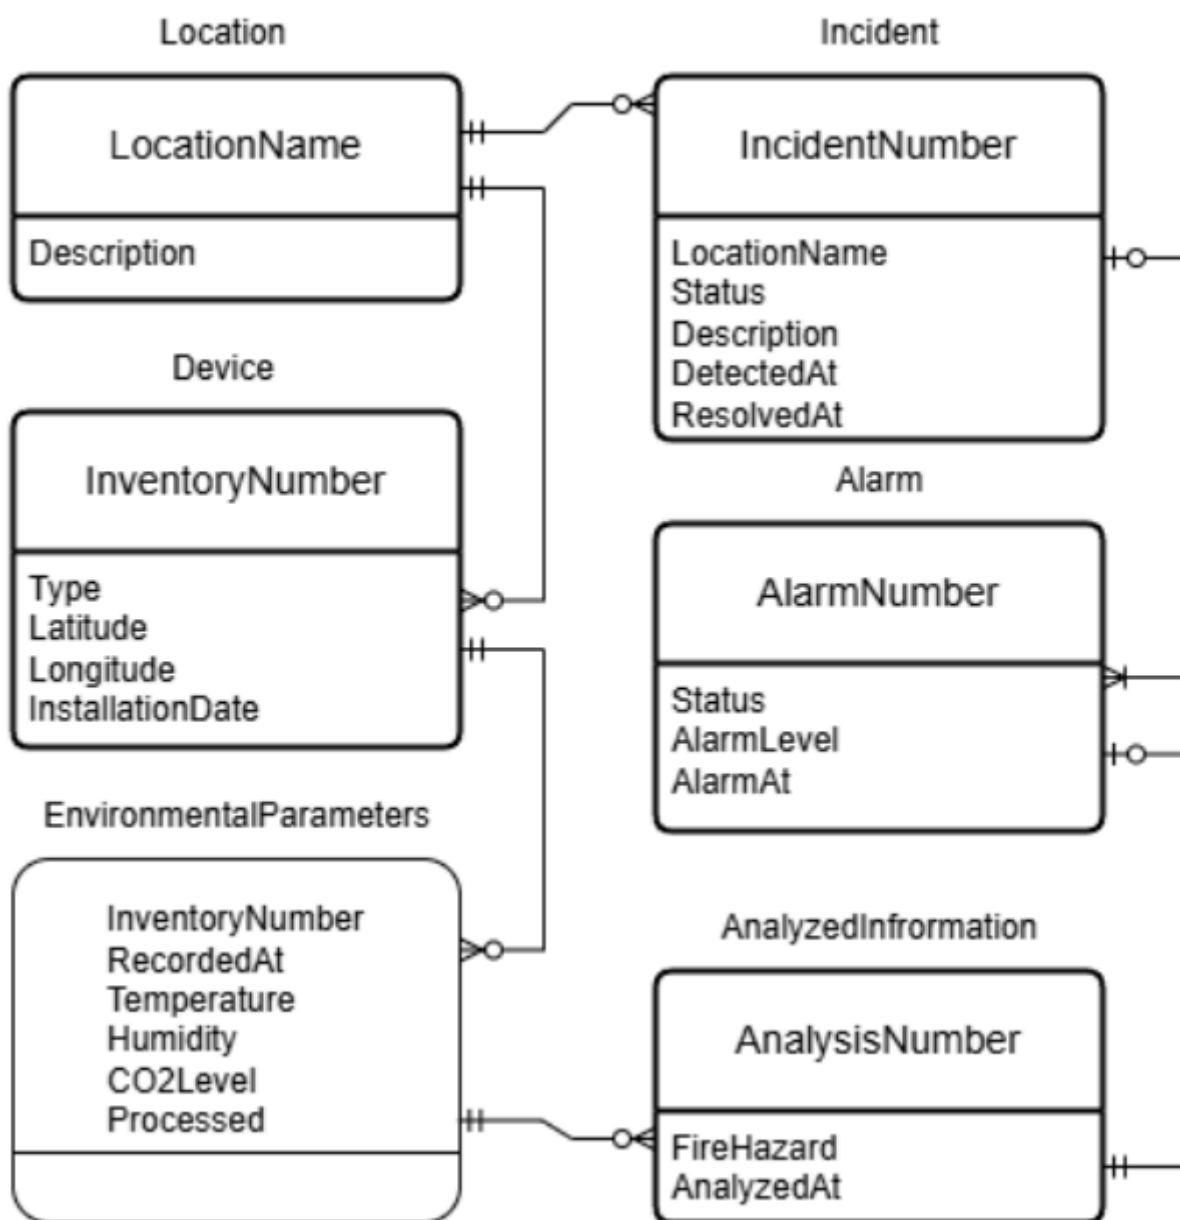 Location
LocationName
Description
Device
InventoryNumber
Type
Latitude
Longitude
InstallationDate
EnvironmentalParameters
InventoryNumber
RecordedAt
Temperature
Humidity
CO2Level
Processed
Incident
IncidentNumber
LocationName
Status
Description
DetectedAt
ResolvedAt
Alarm
AlarmNumber
Status
AlarmLevel
AlarmAt
AnalyzedInfrormation
AnalysisNumber
FireHazard
AnalyzedAt